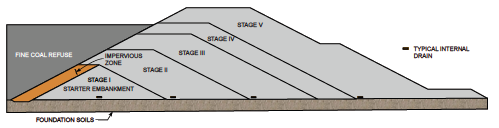 STAGE V
STAGE IV
FINE COAL REFUSE
IMPERVIOUS
ZONE
STAGE III
TYPICAL INTERNAL
DRAIN
STAGE II
STAGE I
STARTER EMBANKMENT
FOUNDATION SOILS